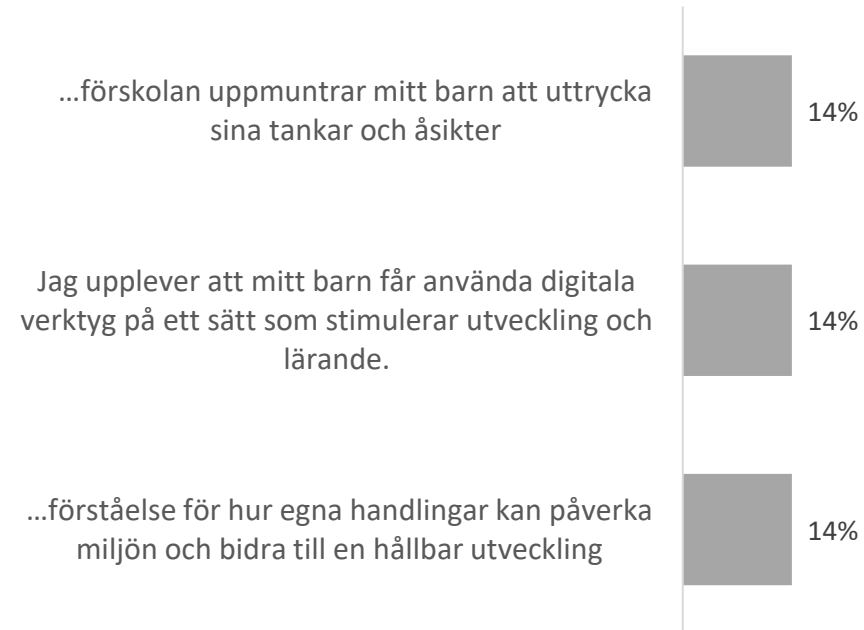 …förskolan uppmuntrar mitt barn att uttrycka
sina tankar och åsikter
14%
Jag upplever att mitt barn får använda digitala
verktyg på ett sätt som stimulerar utveckling och
lärande.
14%
…förståelse för hur egna handlingar kan påverka
miljön och bidra till en hållbar utveckling
14%